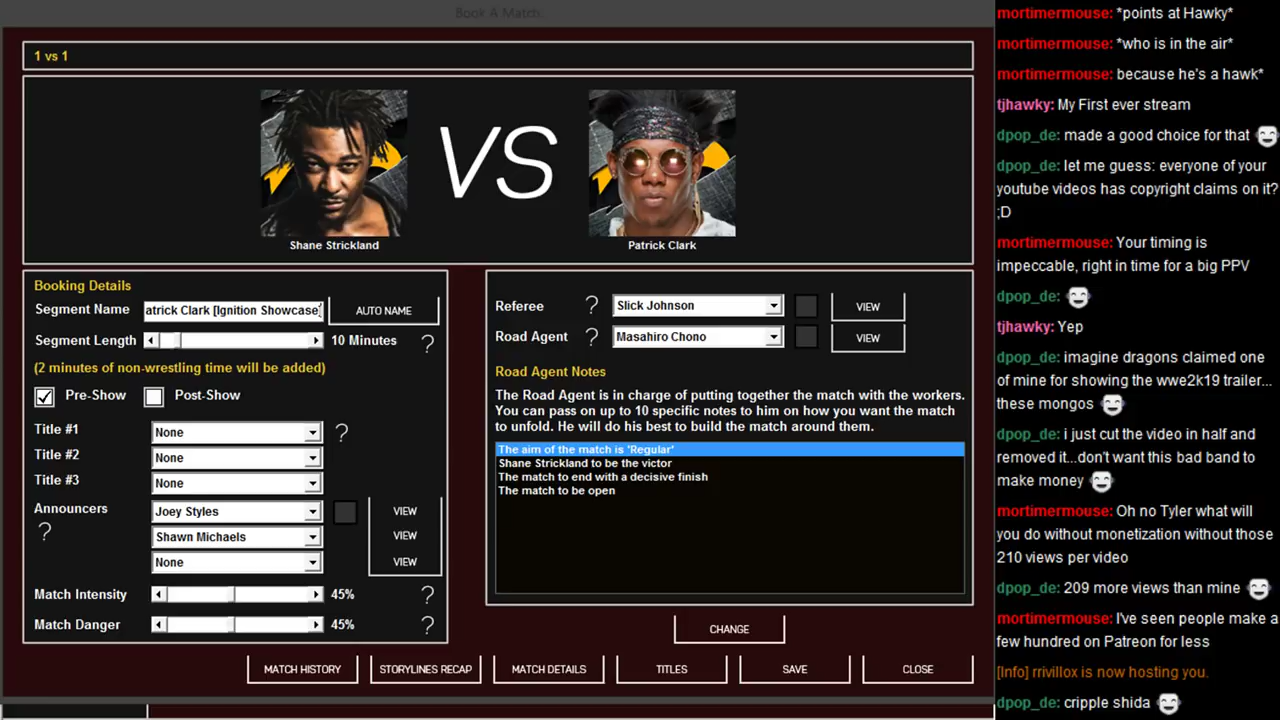 Book A Match
1 vs 1
VS
Shane Strickland
Patrick Clark
Booking Details
Segment Name
atrick Clark [Ignition Showcase]
AUTO NAME
Segment Length
10 Minutes
?
(2 minutes of non-wrestling time will be added)
Pre-Show
Post-Show
Title #1
None
?
Title #2
None
Title #3
None
Announcers
Joey Styles
VIEW
?
Shawn Michaels
VIEW
None
VIEW
Match Intensity
45%
?
Match Danger
45%
?
Referee
?
Slick Johnson
VIEW
Road Agent
?
Masahiro Chono
VIEW
Road Agent Notes
The Road Agent is in charge of putting together the match with the workers.
You can pass on up to 10 specific notes to him on how you want the match
to unfold. He will do his best to build the match around them.
The aim of the match is 'Regular'
Shane Strickland to be the victor
The match to end with a decisive finish
The match to be open
CHANGE
MATCH HISTORY
STORYLINES RECAP
MATCH DETAILS
TITLES
SAVE
CLOSE
mortimermouse: *points at Hawky*
mortimermouse: *who is in the air*
mortimermouse: because he's a hawk*
tjhawky: My First ever stream
dpop_de: made a good choice for that
dpop_de: let me guess: everyone of your
youtube videos has copyright claims on it?
;D
mortimermouse: Your timing is
impeccable, right in time for a big PPV
dpop_de:
tjhawky: Yep
dpop_de: imagine dragons claimed one
of mine for showing the wwe2k19 trailer...
these mongos
dpop_de: i just cut the video in half and
removed it...don't want this bad band to
make money
mortimermouse: Oh no Tyler what will
you do without monetization without those
210 views per video
dpop_de: 209 more views than mine
mortimermouse: I've seen people make a
few hundred on Patreon for less
[Info] rrivillox is now hosting you.
dpop_de: cripple shida